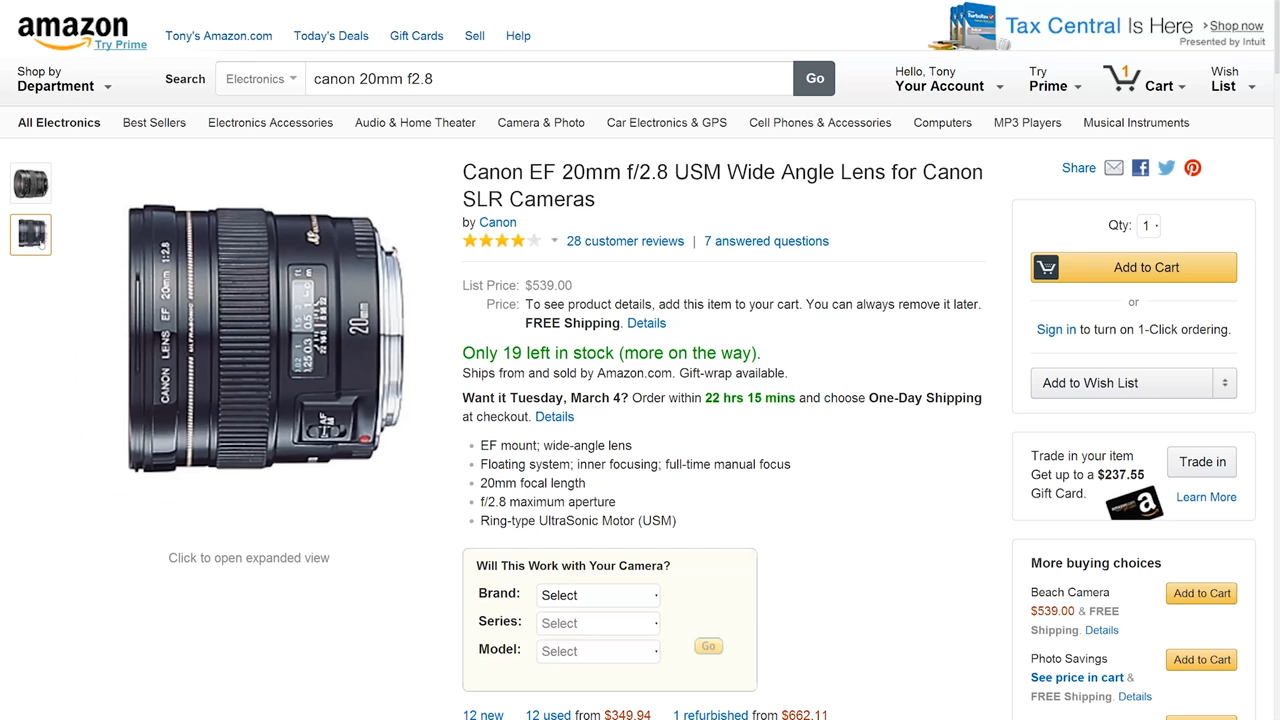 amazon
Try Prime
Tony's Amazon.com Today's Deals Gift Cards Sell Help
TurboTax
Tax Central Is Here >Shop now
Presented by Intuit
Shop by
Department
Search Electronics canon 20mm f2.8 Go
Hello, Tony
Your Account
Try
Prime
1
Cart
Wish
List
All Electronics Best Sellers Electronics Accessories Audio & Home Theater Camera & Photo Car Electronics & GPS Cell Phones & Accessories Computers MP3 Players Musical Instruments
CANON LENS EF 20mm 1:2.8
ULTRASONIC
20mm
AF
M
Click to open expanded view
Canon EF 20mm f/2.8 USM Wide Angle Lens for Canon
SLR Cameras
by Canon
28 customer reviews | 7 answered questions
List Price: $539.00
Price: To see product details, add this item to your cart. You can always remove it later.
FREE Shipping. Details
Only 19 left in stock (more on the way).
Ships from and sold by Amazon.com. Gift-wrap available.
Want it Tuesday, March 4? Order within 22 hrs 15 mins and choose One-Day Shipping
at checkout. Details
• EF mount; wide-angle lens
• Floating system; inner focusing; full-time manual focus
• 20mm focal length
• f/2.8 maximum aperture
• Ring-type UltraSonic Motor (USM)
Will This Work with Your Camera?
Brand: Select
Series: Select
Model: Select
Go
12 new 12 used from $349.94 1 refurbished from $662.11
Share
Qty: 1
Add to Cart
or
Sign in to turn on 1-Click ordering.
Add to Wish List
Trade in your item
Get up to a $237.55
Gift Card.
Trade in
Learn More
a
More buying choices
Beach Camera
$539.00 & FREE
Shipping. Details
Add to Cart
Photo Savings
See price in cart &
FREE Shipping. Details
Add to Cart